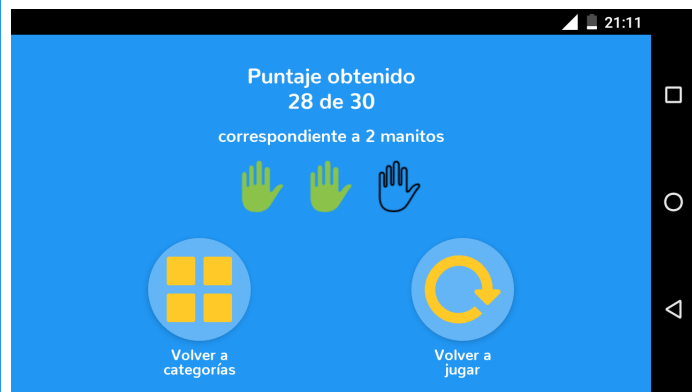 21:11
Puntaje obtenido
28 de 30
correspondiente a 2 manitos
Volver a
categorías
Volver a
jugar